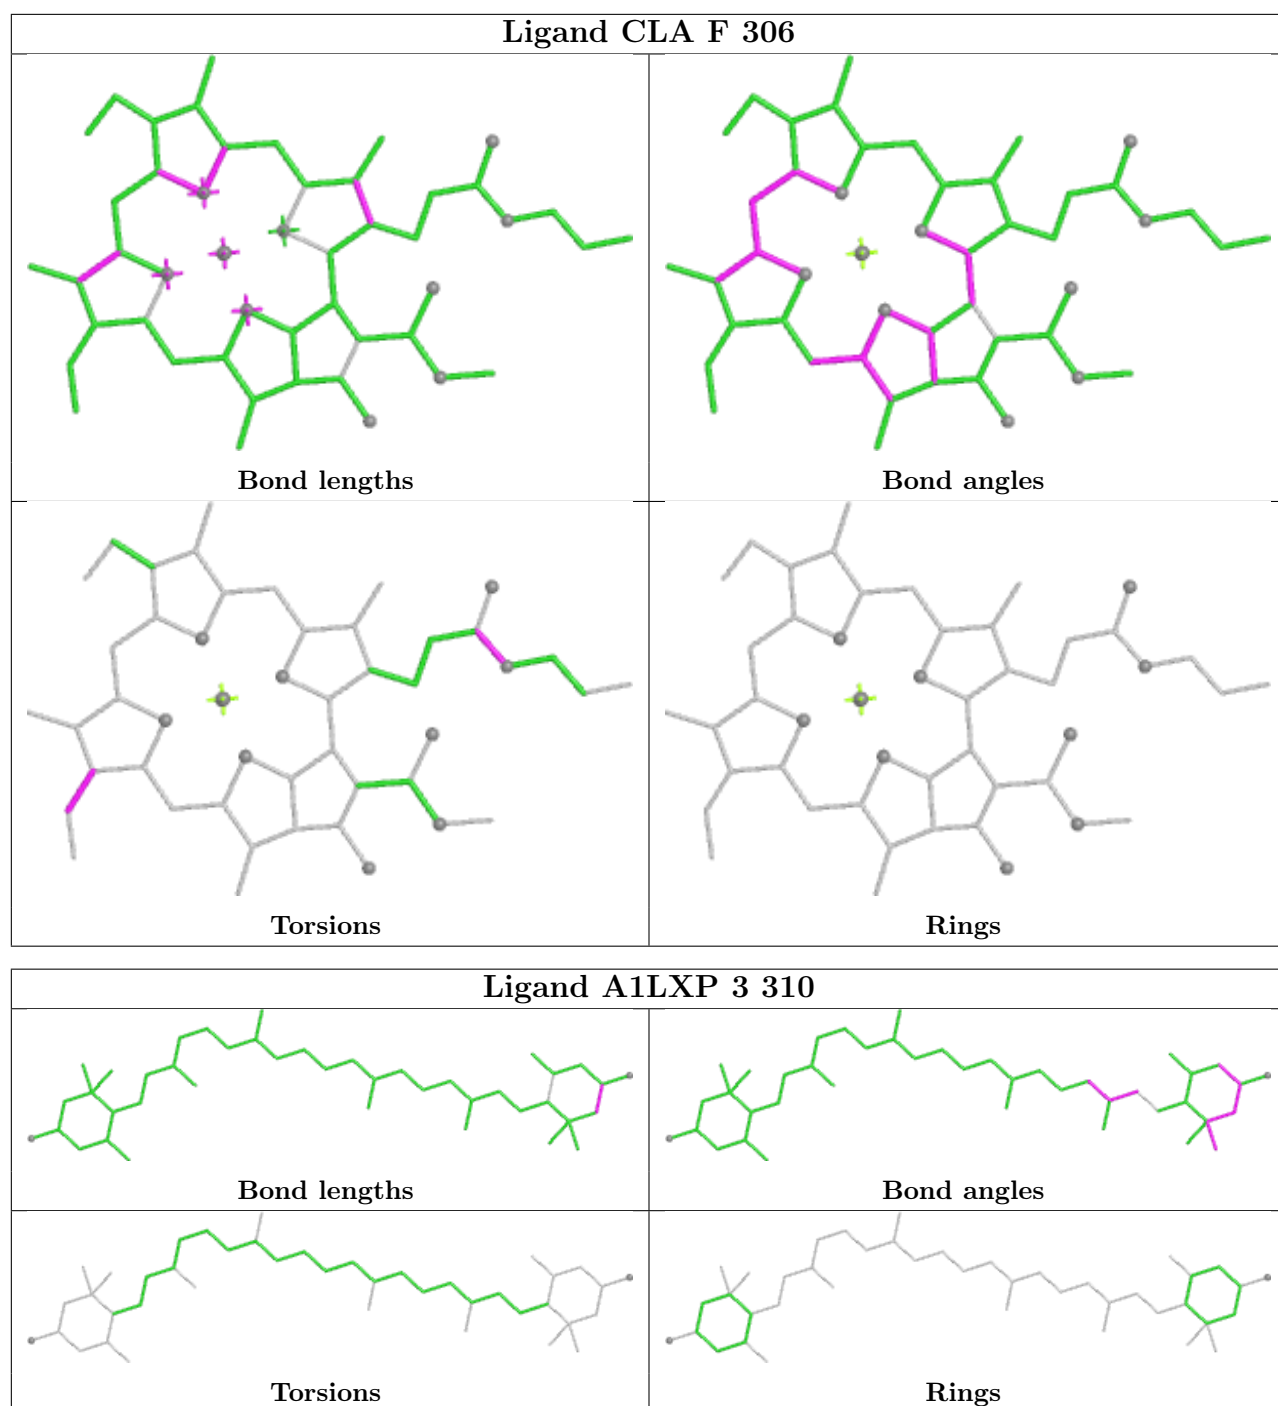 Ligand CLA F 306
Bond lengths
Bond angles
Torsions
Rings
Ligand A1LXP 3 310
Bond lengths
Bond angles
Torsions
Rings